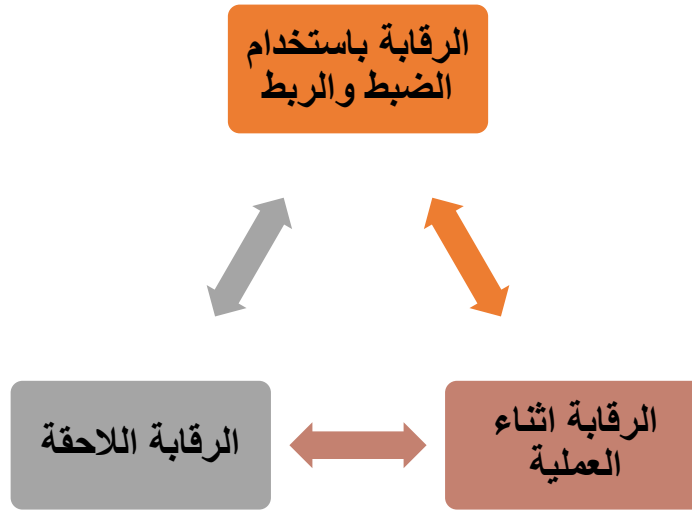 الرقابة باستخدام
الضبط والربط
الرقابة اثناء
العملية
الرقابة اللاحقة